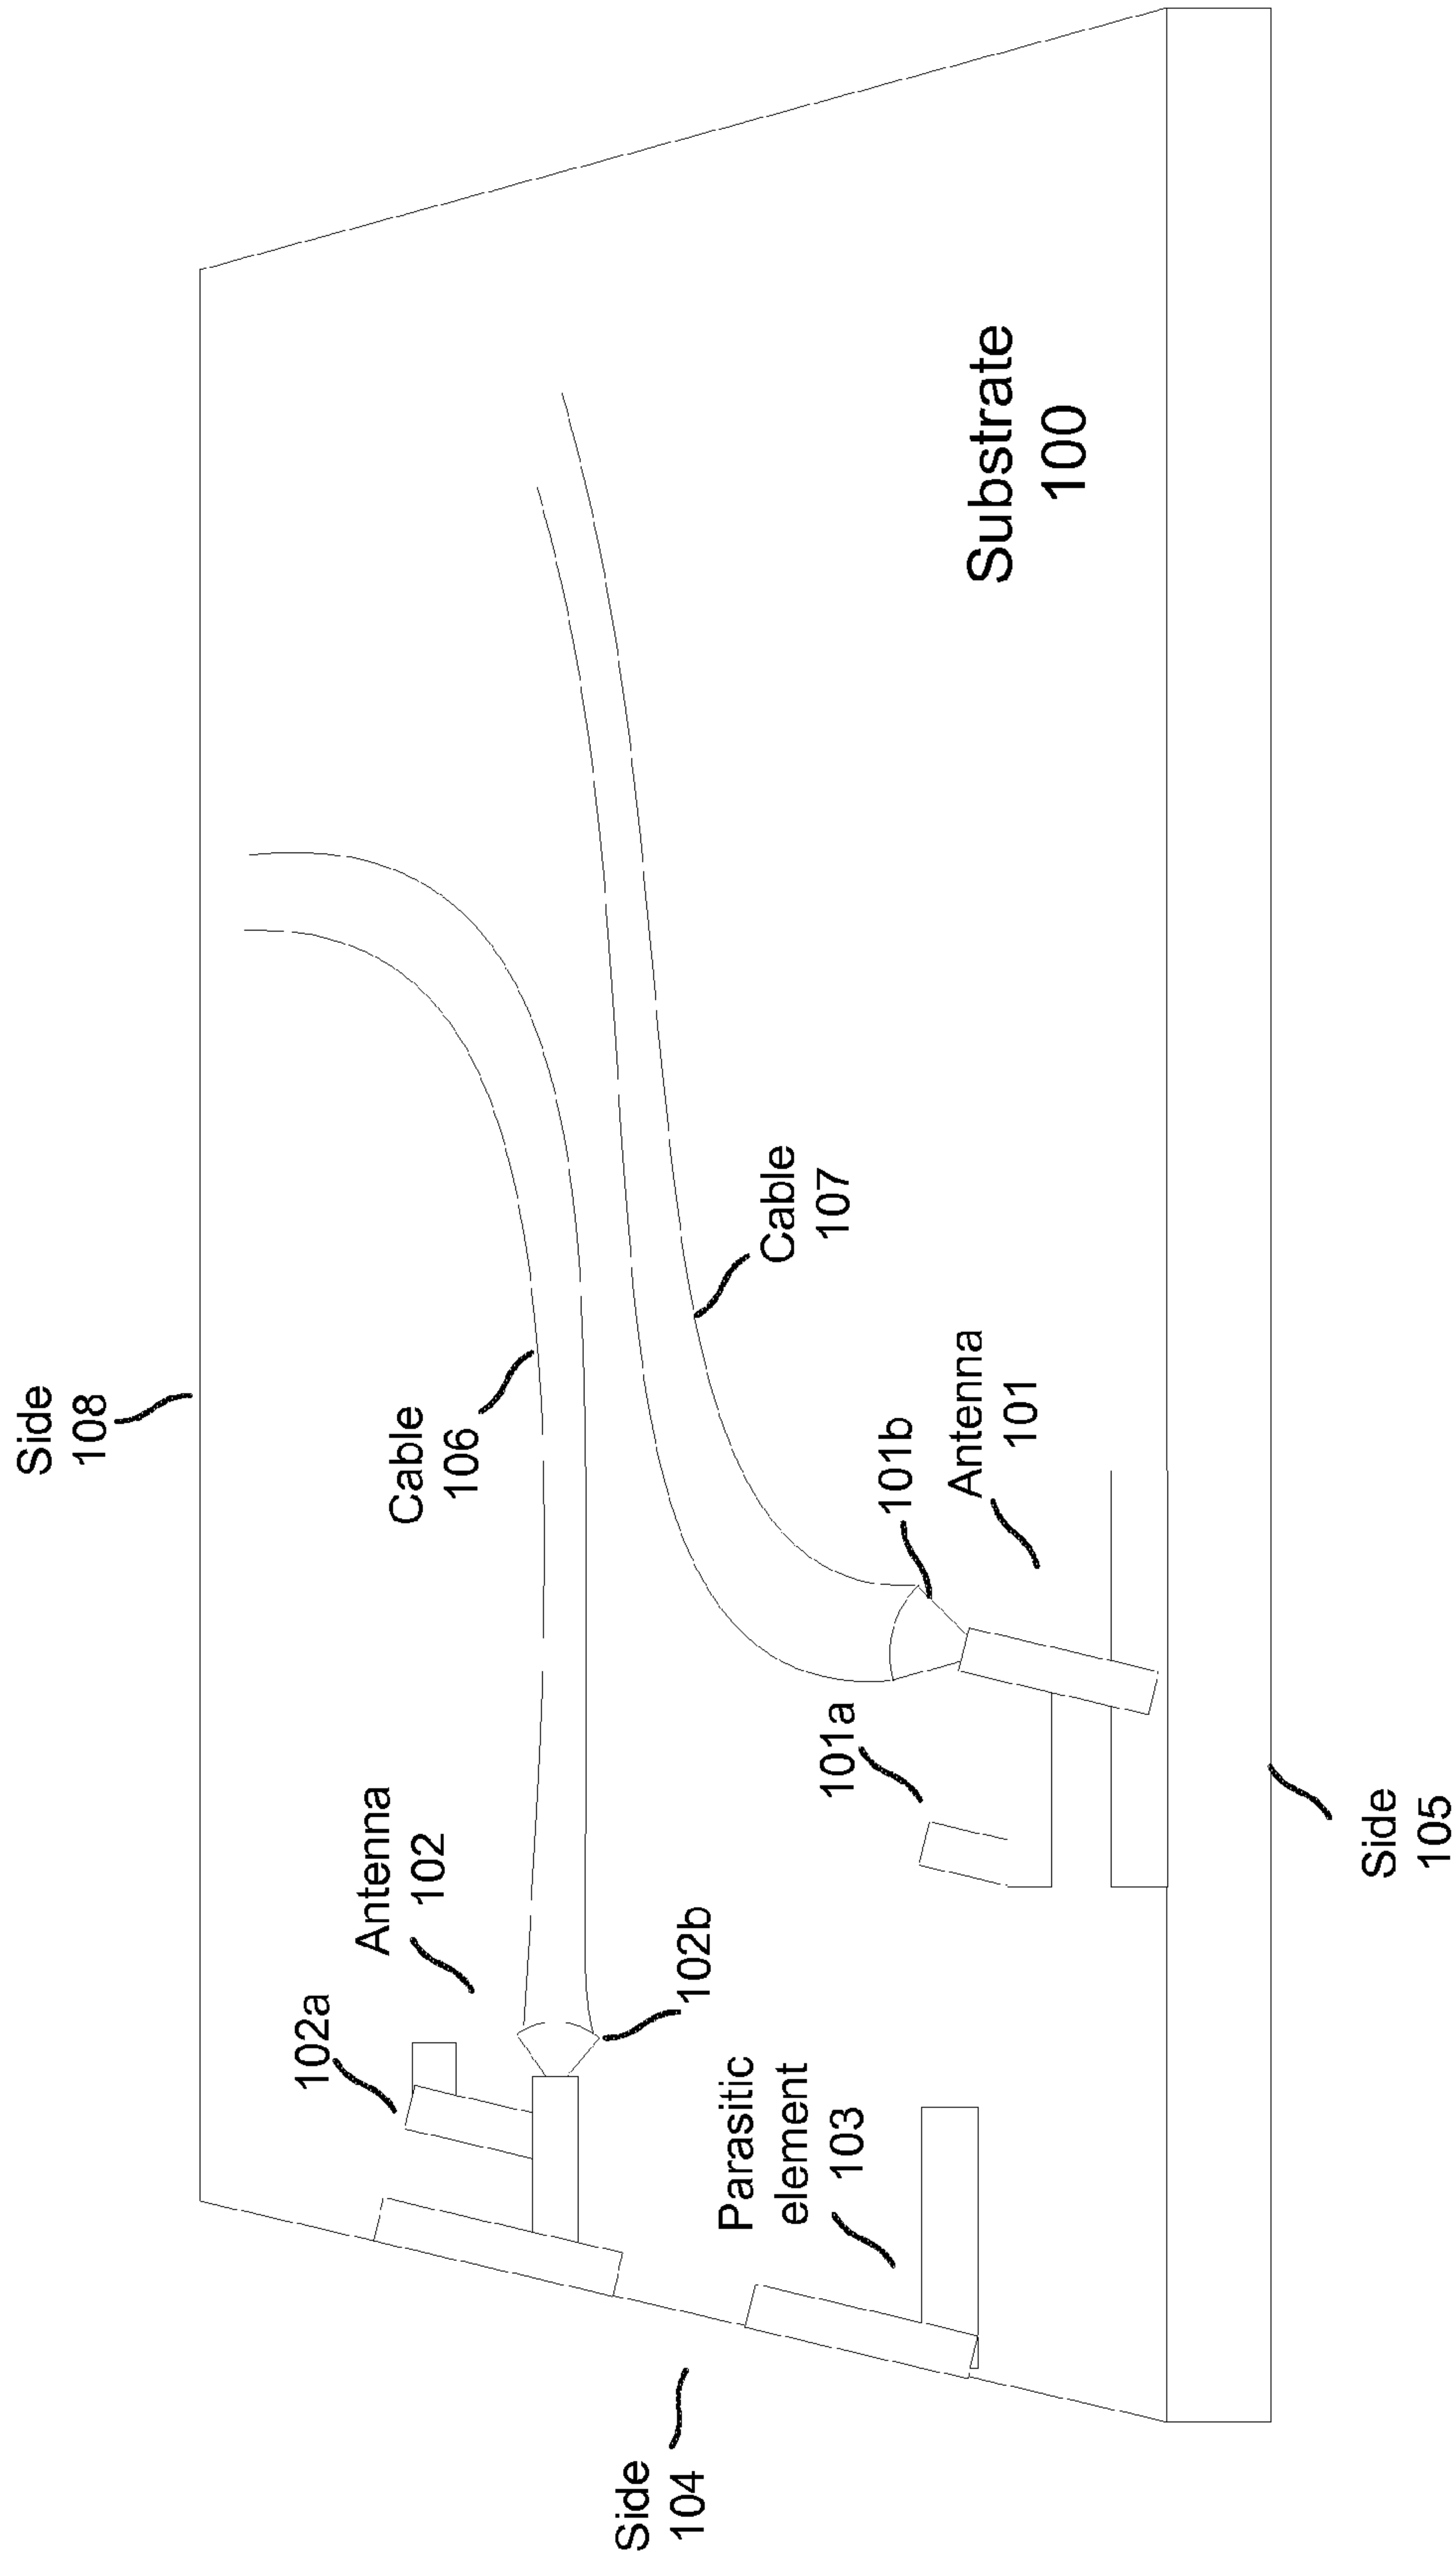 Side
108
102a
Antenna
102
Cable
106
Side
104
102b
Parasitic
element
103
Cable
107
101a
101b
Antenna
101
Substrate
100
Side
105